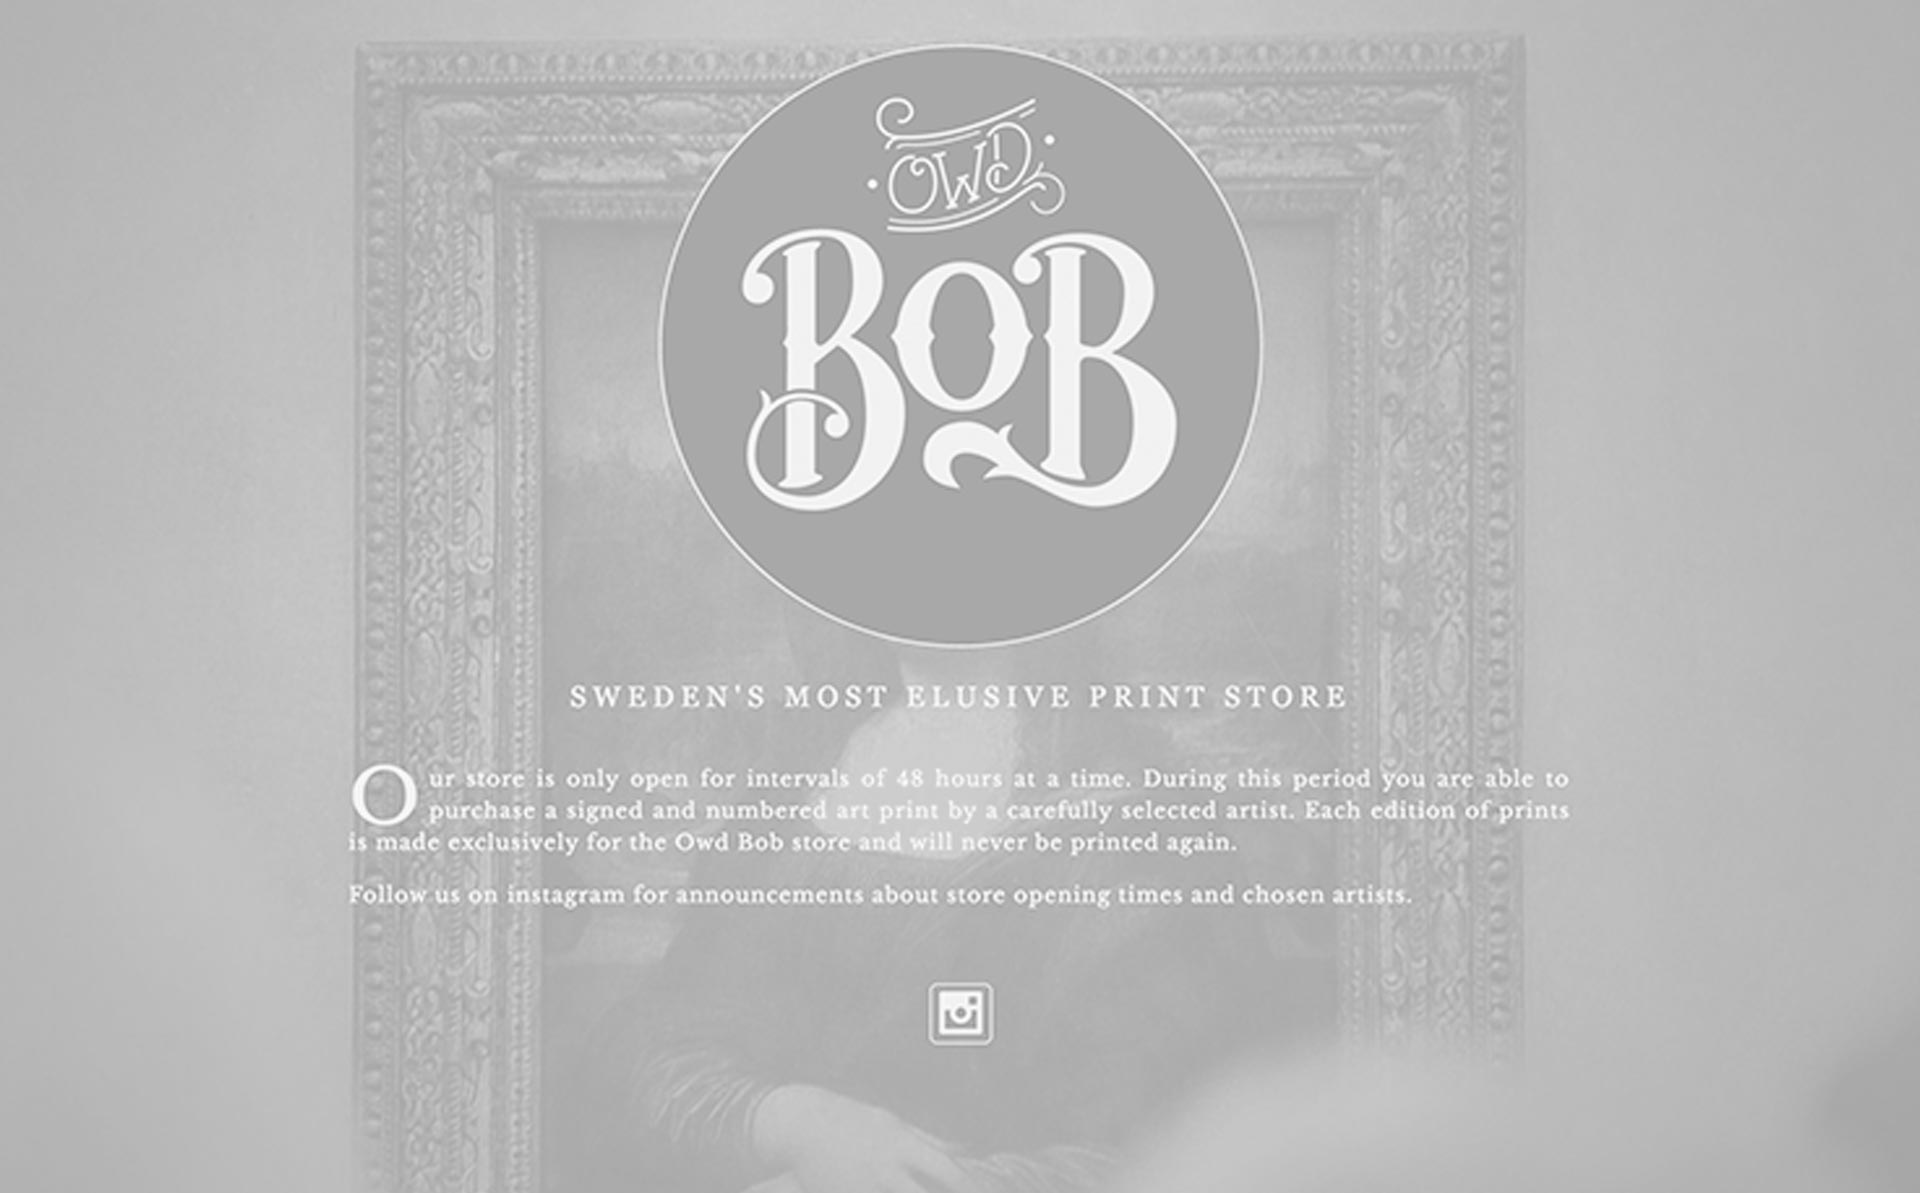 OWD
BOB
SWEDEN'S MOST ELUSIVE PRINT STORE
Our store is only open for intervals of 48 hours at a time. During this period you are able to
purchase a signed and numbered art print by a carefully selected artist. Each edition of prints
is made exclusively for the Owd Bob store and will never be printed again.
Follow us on instagram for announcements about store opening times and chosen artists.